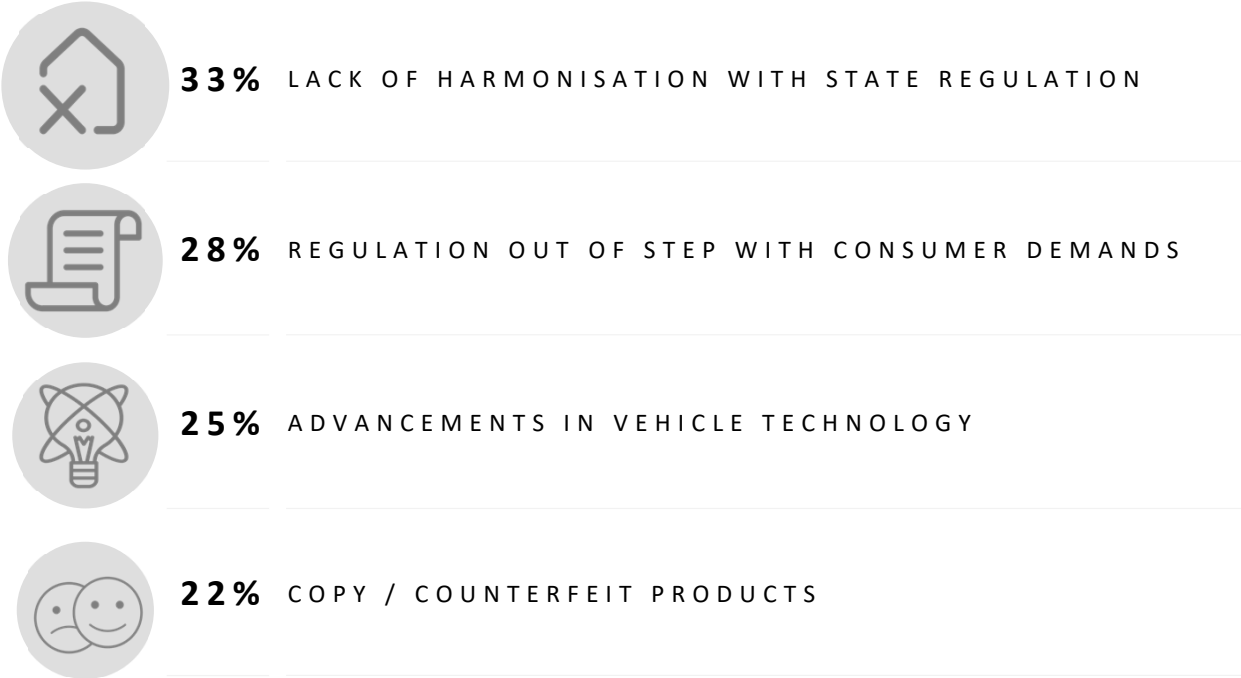 33% LACK OF HARMONISATION WITH STATE REGULATION
28% REGULATION OUT OF STEP WITH CONSUMER DEMANDS
25% ADVANCEMENTS IN VEHICLE TECHNOLOGY
22% COPY / COUNTERFEIT PRODUCTS